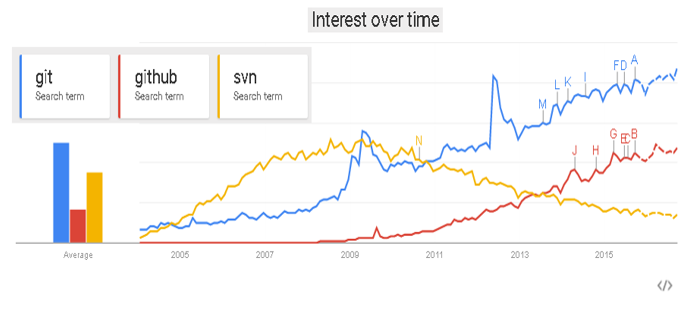 Interest over time
git
Search term
github
Search term
svn
Search term
A
F D
I
K
L
M
N
G
E C B
H
J
Average
2005
2007
2009
2011
2013
2015
</>